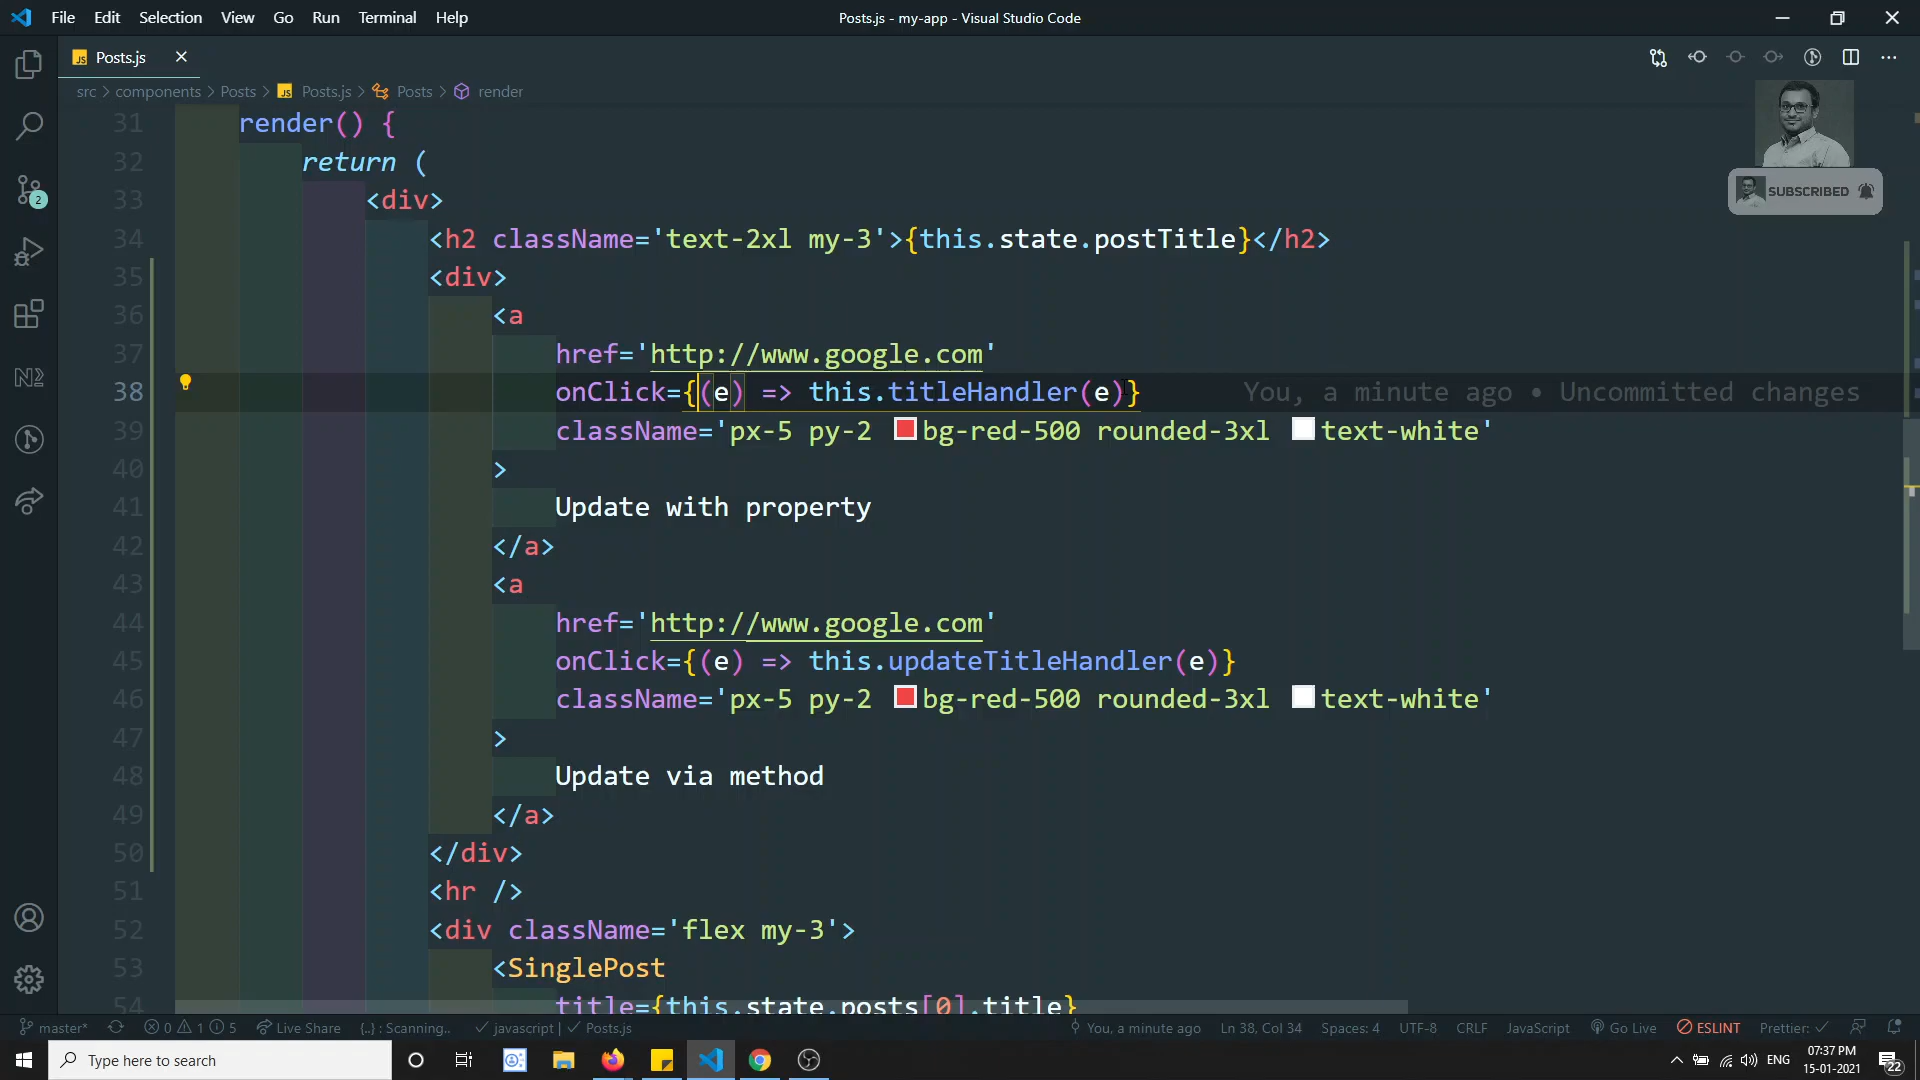 File Edit Selection View Go Run Terminal Help
Posts.js - my-app - Visual Studio Code
JS Posts.js
src > components > Posts > JS Posts.js > Posts > render
31 render() {
32 return (
33 <div>
34 <h2 className='text-2xl my-3'>{this.state.postTitle}</h2>
35 <div>
36 <a
37 href='http://www.google.com'
38 onClick={(e) => this.titleHandler(e)} You, a minute ago • Uncommitted changes
39 className='px-5 py-2 bg-red-500 rounded-3xl text-white'
40 >
41 Update with property
42 </a>
43 <a
44 href='http://www.google.com'
45 onClick={(e) => this.updateTitleHandler(e)}
46 className='px-5 py-2 bg-red-500 rounded-3xl text-white'
47 >
48 Update via method
49 </a>
50 </div>
51 <hr />
52 <div className='flex my-3'>
53 <SinglePost
54 title={this.state.posts[0].title}
SUBSCRIBED
2
N
master* 0 1 5 Live Share {..} : Scanning.. javascript | Posts.js
You, a minute ago Ln 38, Col 34 Spaces: 4 UTF-8 CRLF JavaScript Go Live ESLINT Prettier:
Type here to search
ENG
07:37 PM
15-01-2021
22